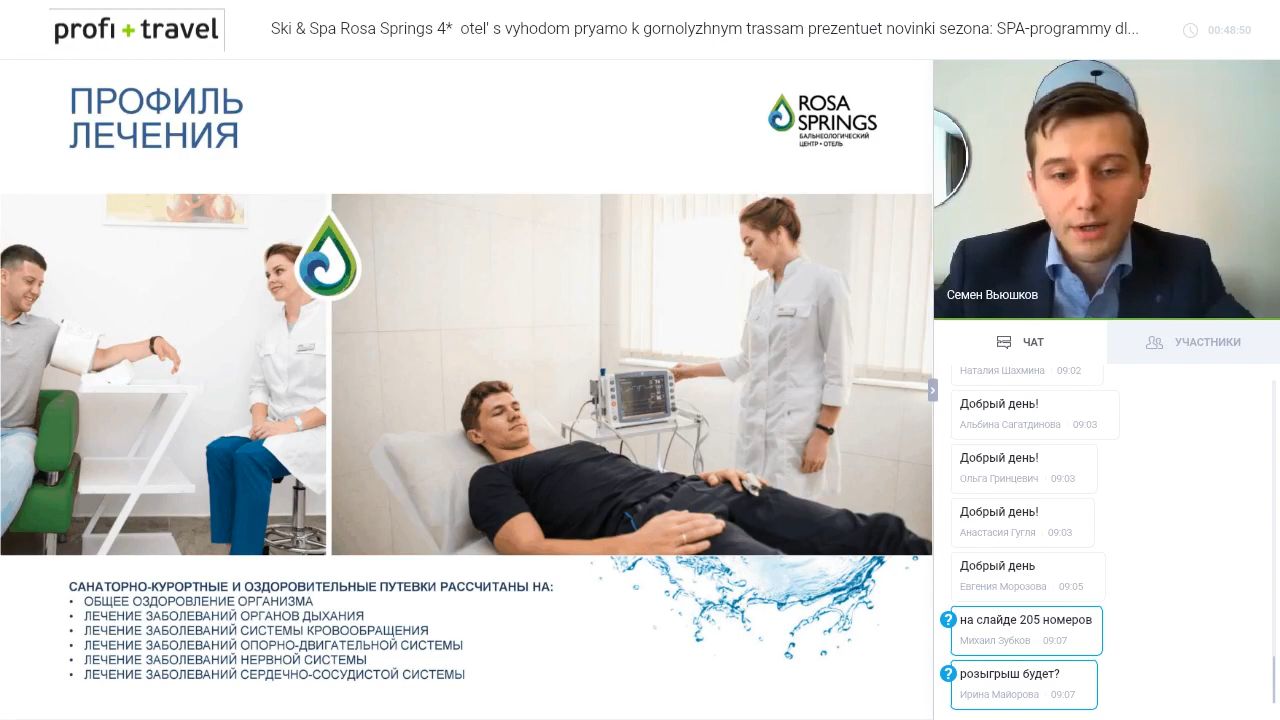 profi + travel
Ski & Spa Rosa Springs 4* otel' s vyhodom pryamo k gornolyzhnym trassam prezentuet novinki sezona: SPA-programmy dl...
00:48:50
ПРОФИЛЬ
ЛЕЧЕНИЯ
ROSA
SPRINGS
БАЛЬНЕОЛОГИЧЕСКИЙ
ЦЕНТР • ОТЕЛЬ
САНАТОРНО-КУРОРТНЫЕ И ОЗДОРОВИТЕЛЬНЫЕ ПУТЕВКИ РАССЧИТАНЫ НА:
• ОБЩЕЕ ОЗДОРОВЛЕНИЕ ОРГАНИЗМА
• ЛЕЧЕНИЕ ЗАБОЛЕВАНИЙ ОРГАНОВ ДЫХАНИЯ
• ЛЕЧЕНИЕ ЗАБОЛЕВАНИЙ СИСТЕМЫ КРОВООБРАЩЕНИЯ
• ЛЕЧЕНИЕ ЗАБОЛЕВАНИЙ ОПОРНО-ДВИГАТЕЛЬНОЙ СИСТЕМЫ
• ЛЕЧЕНИЕ ЗАБОЛЕВАНИЙ НЕРВНОЙ СИСТЕМЫ
• ЛЕЧЕНИЕ ЗАБОЛЕВАНИЙ СЕРДЕЧНО-СОСУДИСТОЙ СИСТЕМЫ
Семен Вьюшков
ЧАТ
УЧАСТНИКИ
Наталия Шахмина 09:02
Добрый день!
Альбина Сагатдинова 09:03
Добрый день!
Ольга Гринцевич 09:03
Добрый день!
Анастасия Гугля 09:03
Добрый день
Евгения Морозова 09:05
? на слайде 205 номеров
Михаил Зубков 09:07
? розыгрыш будет?
Ирина Майорова 09:07